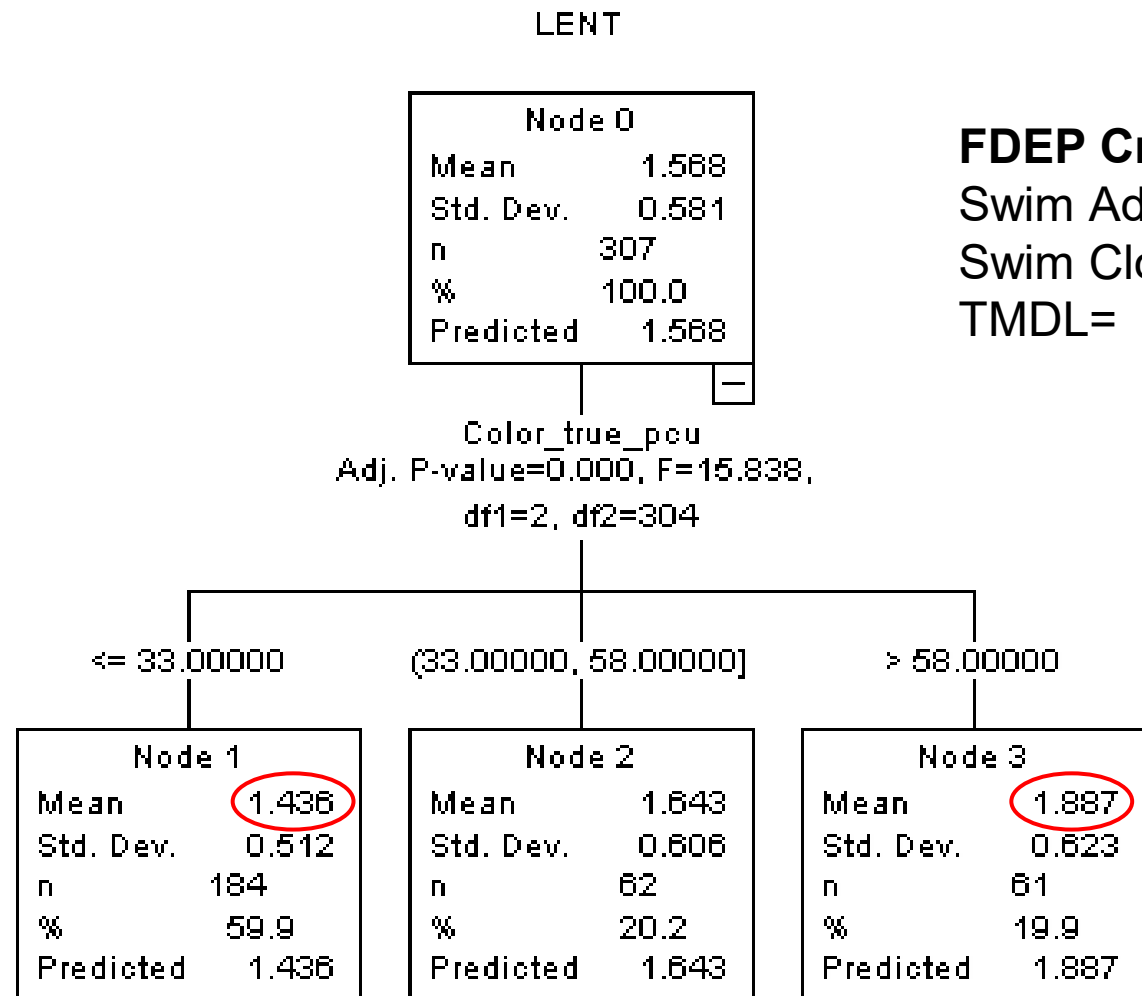 LENT
Node 0
Mean 1.568
Std. Dev. 0.581
n 307
% 100.0
Predicted 1.568
FDEP Cr
Swim Ad
Swim Clo
TMDL=
Color_true_pcu
Adj. P-value=0.000, F=15.838,
df1=2, df2=304
<= 33.00000 (33.00000, 58.00000] > 58.00000
Node 1
Mean 1.436
Std. Dev. 0.512
n 184
% 59.9
Predicted 1.436
Node 2
Mean 1.643
Std. Dev. 0.606
n 62
% 20.2
Predicted 1.643
Node 3
Mean 1.887
Std. Dev. 0.623
n 61
% 19.9
Predicted 1.887